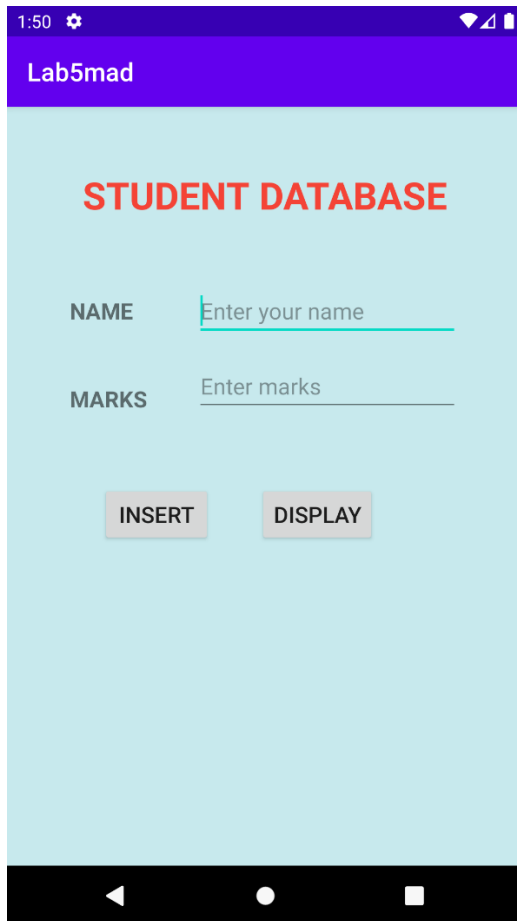 1:50
Lab5mad
STUDENT DATABASE
NAME Enter your name
MARKS Enter marks
INSERT DISPLAY